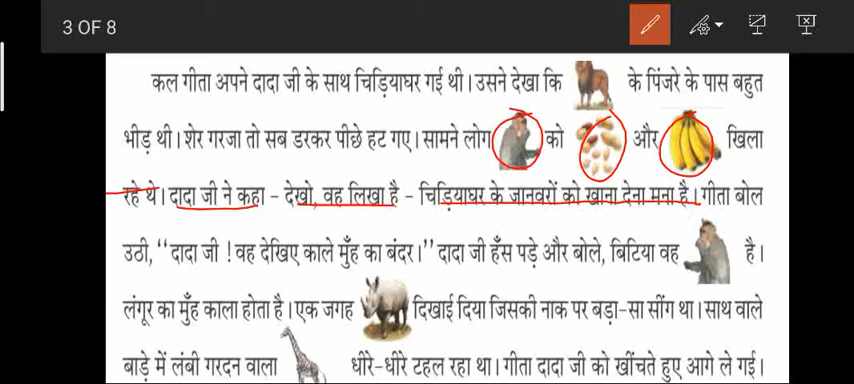 3 OF 8
कल गीता अपने दादा जी के साथ चिड़ियाघर गई थी। उसने देखा कि के पिंजरे के पास बहुत
भीड़ थी। शेर गरजा तो सब डरकर पीछे हट गए। सामने लोग को और खिला
रहे थे। दादा जी ने कहा - देखो, वह लिखा है - चिड़ियाघर के जानवरों को खाना देना मना है। गीता बोल
उठी, “दादा जी ! वह देखिए काले मुँह का बंदर।” दादा जी हँस पड़े और बोले, बिटिया वह है।
लंगूर का मुँह काला होता है। एक जगह दिखाई दिया जिसकी नाक पर बड़ा-सा सींग था। साथ वाले
बाड़े में लंबी गरदन वाला धीरे-धीरे टहल रहा था। गीता दादा जी को खींचते हुए आगे ले गई।